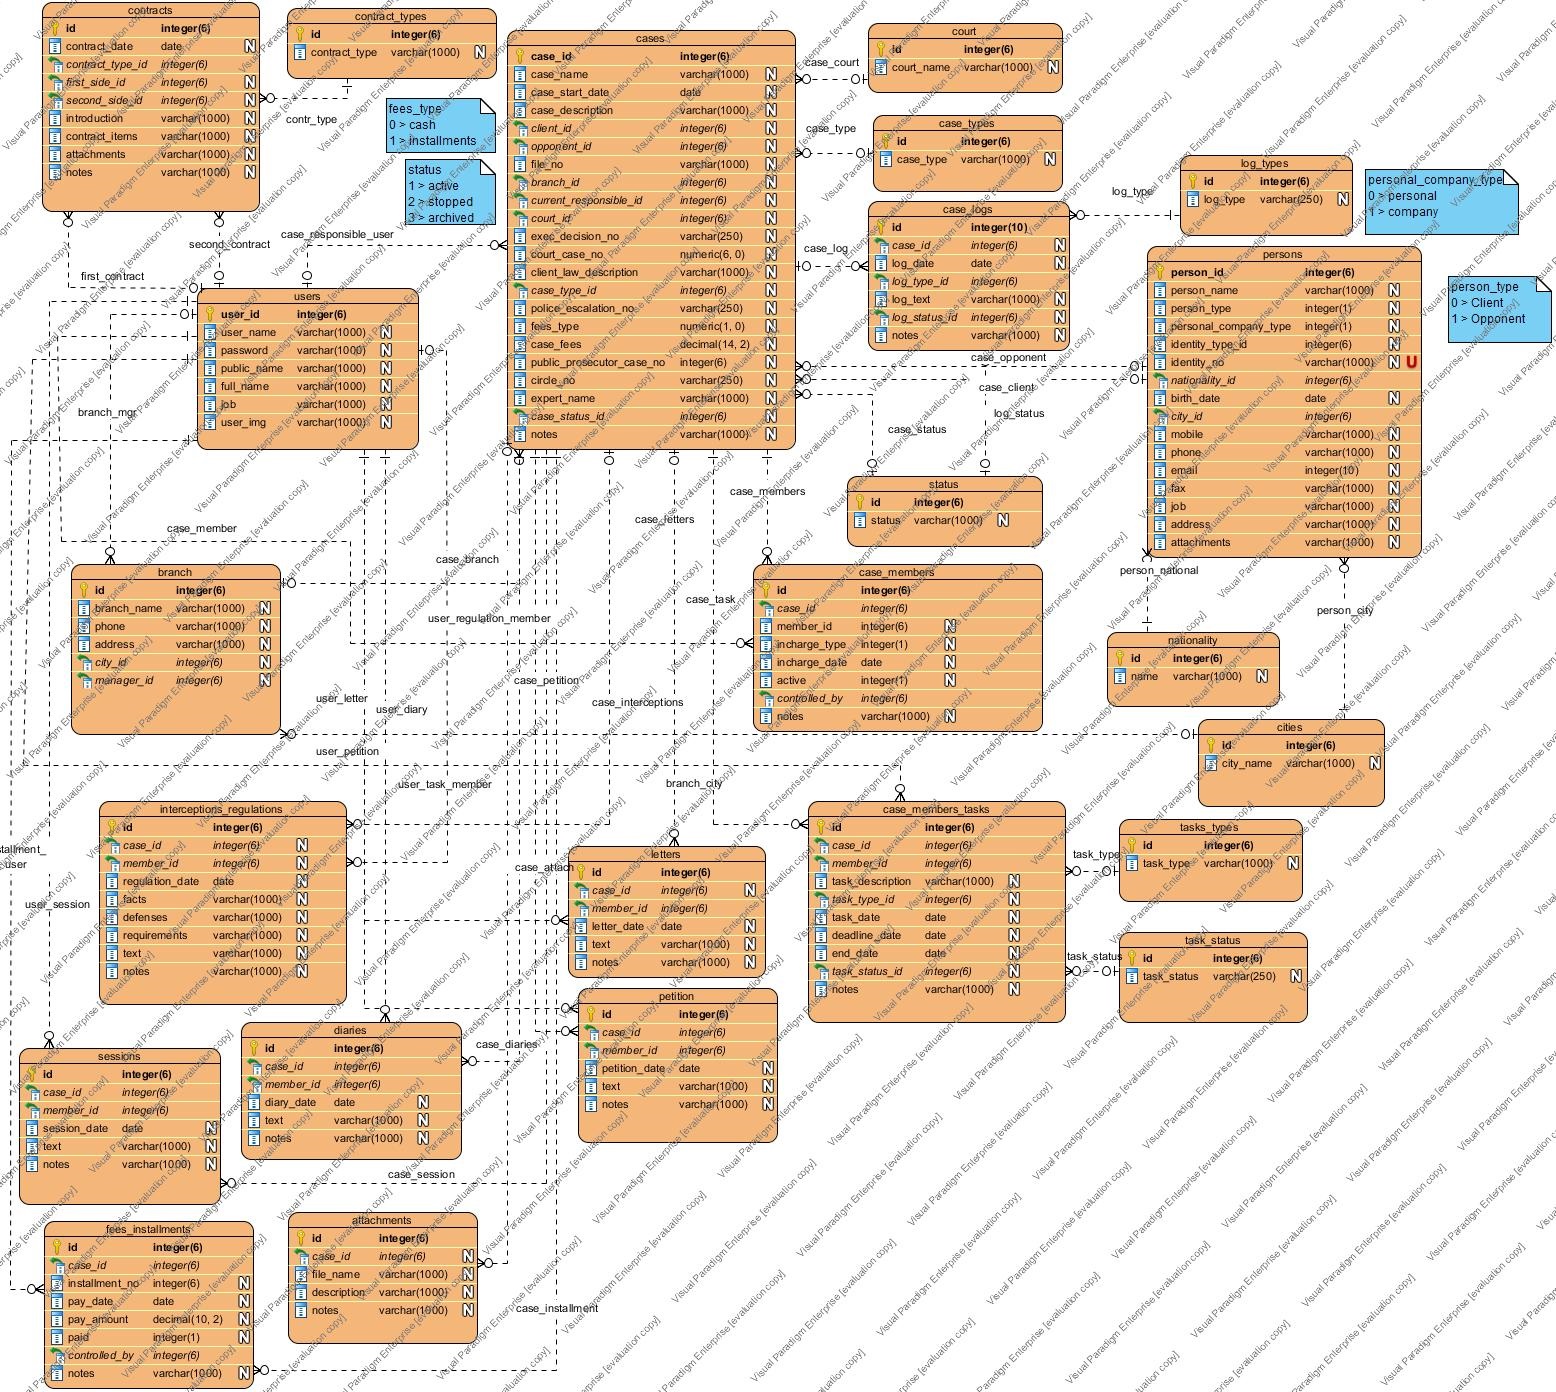 contracts
id integer(6)
contract_date date N
contract_type_id integer(6)
first_side_id integer(6) N
second_side_id integer(6) N
introduction varchar(1000) N
contract_items varchar(1000) N
attachments varchar(1000) N
notes varchar(1000) N
contract_types
id integer(6)
contract_type varchar(1000) N
contr_type
fees_type
0 > cash
1 > installments
status
1 > active
2 > stopped
3 > archived
cases
case_id integer(6)
case_name varchar(1000) N
case_start_date date N
case_description varchar(1000) N
client_id integer(6) N
opponent_id integer(6) N
file_no varchar(1000) N
branch_id integer(6) N
current_responsible_id integer(6) N
court_id integer(6) N
exec_decision_no varchar(250) N
court_case_no numeric(6, 0) N
client_law_description varchar(1000) N
case_type_id integer(6) N
police_escalation_no varchar(250) N
fees_type numeric(1, 0) N
case_fees decimal(14, 2) N
public_prosecutor_case_no integer(6) N
circle_no varchar(250) N
expert_name varchar(1000) N
case_status_id integer(6) N
notes varchar(1000) N
case_court
court
id integer(6)
court_name varchar(1000) N
case_type
case_types
id integer(6)
case_type varchar(1000) N
case_log
case_logs
id integer(10)
case_id integer(6) N
log_date date N
log_type_id integer(6)
log_text varchar(1000) N
log_status_id integer(6) N
notes varchar(1000) N
log_type
log_types
id integer(6)
log_type varchar(250) N
personal_company_type
0 > personal
1 > company
person_type
0 > Client
1 > Opponent
persons
person_id integer(6)
person_name varchar(1000) N
person_type integer(1) N
personal_company_type integer(1) N
identity_type_id integer(6) N
identity_no varchar(1000) N U
nationality_id integer(6)
birth_date date N
city_id integer(6)
mobile varchar(1000) N
phone varchar(1000) N
email integer(10) N
fax varchar(1000) N
job varchar(1000) N
address varchar(1000) N
attachments varchar(1000) N
second_contract
case_responsible_user
first_contract
users
user_id integer(6)
user_name varchar(1000) N
password varchar(1000) N
public_name varchar(1000) N
full_name varchar(1000) N
job varchar(1000) N
user_img varchar(1000) N
case_opponent
case_client
log_status
case_status
branch_mgr
status
id integer(6)
status varchar(1000) N
case_members
case_letters
case_member
case_branch
person_national
case_task
person_city
user_regulation_member
branch
id integer(6)
branch_name varchar(1000) N
phone varchar(1000) N
address varchar(1000) N
city_id integer(6) N
manager_id integer(6) N
case_members
id integer(6)
case_id integer(6)
member_id integer(6) N
incharge_type integer(1) N
incharge_date date N
active integer(1) N
controlled_by integer(6)
notes varchar(1000) N
nationality
id integer(6)
name varchar(1000) N
case_petition
user_letter
user_diary
case_interceptions
user_petition
cities
id integer(6)
city_name varchar(1000) N
user_task_member
branch_city
interceptions_regulations
id integer(6)
case_id integer(6) N
member_id integer(6) N
regulation_date date N
facts varchar(1000) N
defenses varchar(1000) N
requirements varchar(1000) N
text varchar(1000) N
notes varchar(1000) N
case_attach
letters
id integer(6)
case_id integer(6) N
member_id integer(6)
letter_date date N
text varchar(1000) N
notes varchar(1000) N
case_members_tasks
id integer(6)
case_id integer(6)
member_id integer(6)
task_description varchar(1000) N
task_type_id integer(6) N
task_date date N
deadline_date date N
end_date date N
task_status_id integer(6) N
notes varchar(1000) N
task_type
tasks_types
id integer(6)
task_type varchar(1000) N
task_status
task_status
id integer(6)
task_status varchar(250) N
stallment_
user
user_session
petition
id integer(6)
case_id integer(6)
member_id integer(6)
petition_date date N
text varchar(1000) N
notes varchar(1000) N
diaries
id integer(6)
case_id integer(6)
member_id integer(6)
diary_date date N
text varchar(1000) N
notes varchar(1000) N
case_diaries
sessions
id integer(6)
case_id integer(6)
member_id integer(6)
session_date date N
text varchar(1000) N
notes varchar(1000) N
case_session
fees_installments
id integer(6)
case_id integer(6)
installment_no integer(6) N
pay_date date N
pay_amount decimal(10, 2) N
paid integer(1) N
controlled_by integer(6) N
notes varchar(1000) N
attachments
id integer(6)
case_id integer(6) N
file_name varchar(1000) N
description varchar(1000) N
notes varchar(1000) N
case_installment
Visual Paradigm Enterprise [evaluation copy]